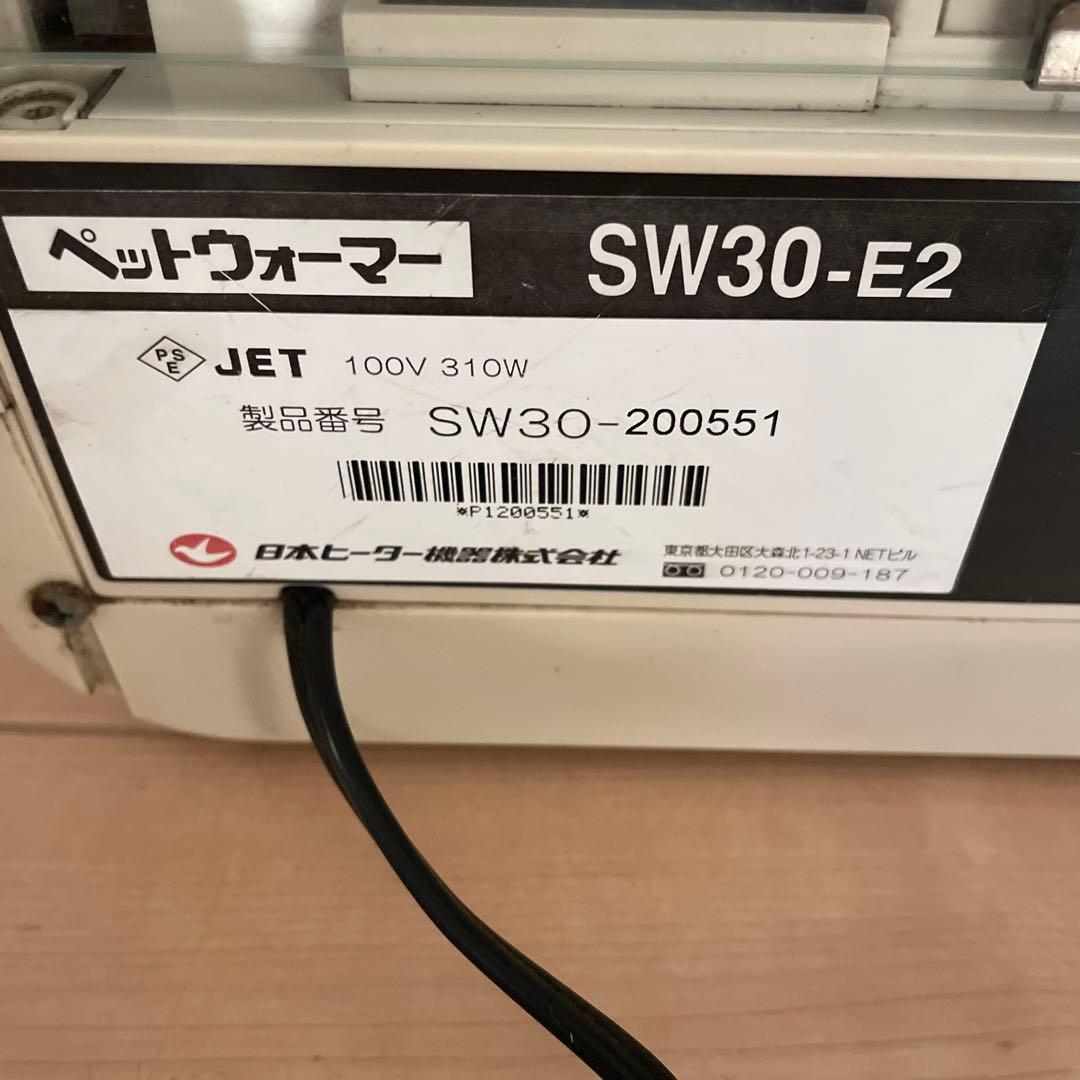 ペットウォーマー SW30-E2
PSE JET 100V 310W
製品番号 SW30-200551
*P1200551*
日本ヒーター機器株式会社 東京都大田区大森北1-23-1 NETビル
0120-009-187